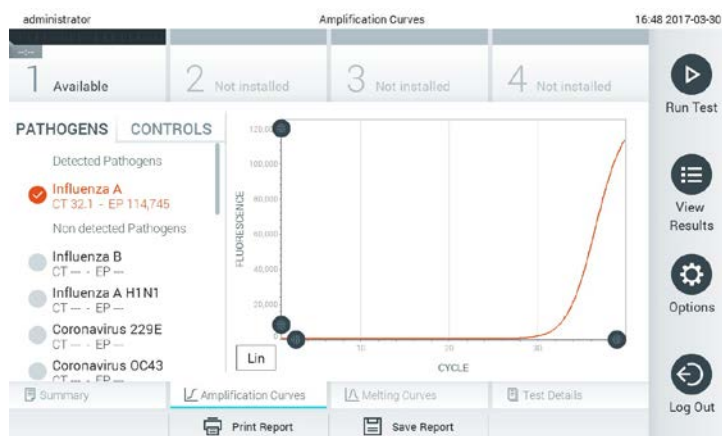 administrator
Amplification Curves
16:48 2017-03-30
1 Available
2 Not installed
3 Not installed
4 Not installed
Run Test
View
Results
Options
Log Out
PATHOGENS
CONTROLS
Detected Pathogens
Influenza A
CT 32.1 - EP 114,745
Non detected Pathogens
Influenza B
CT --- - EP ---
Influenza A H1N1
CT --- - EP ---
Coronavirus 229E
CT --- - EP ---
Coronavirus OC43
CT --- - EP ---
FLUORESCENCE
100,000
80,000
60,000
40,000
20,000
0
10
20
30
CYCLE
Lin
Summary
Amplification Curves
Melting Curves
Test Details
Print Report
Save Report